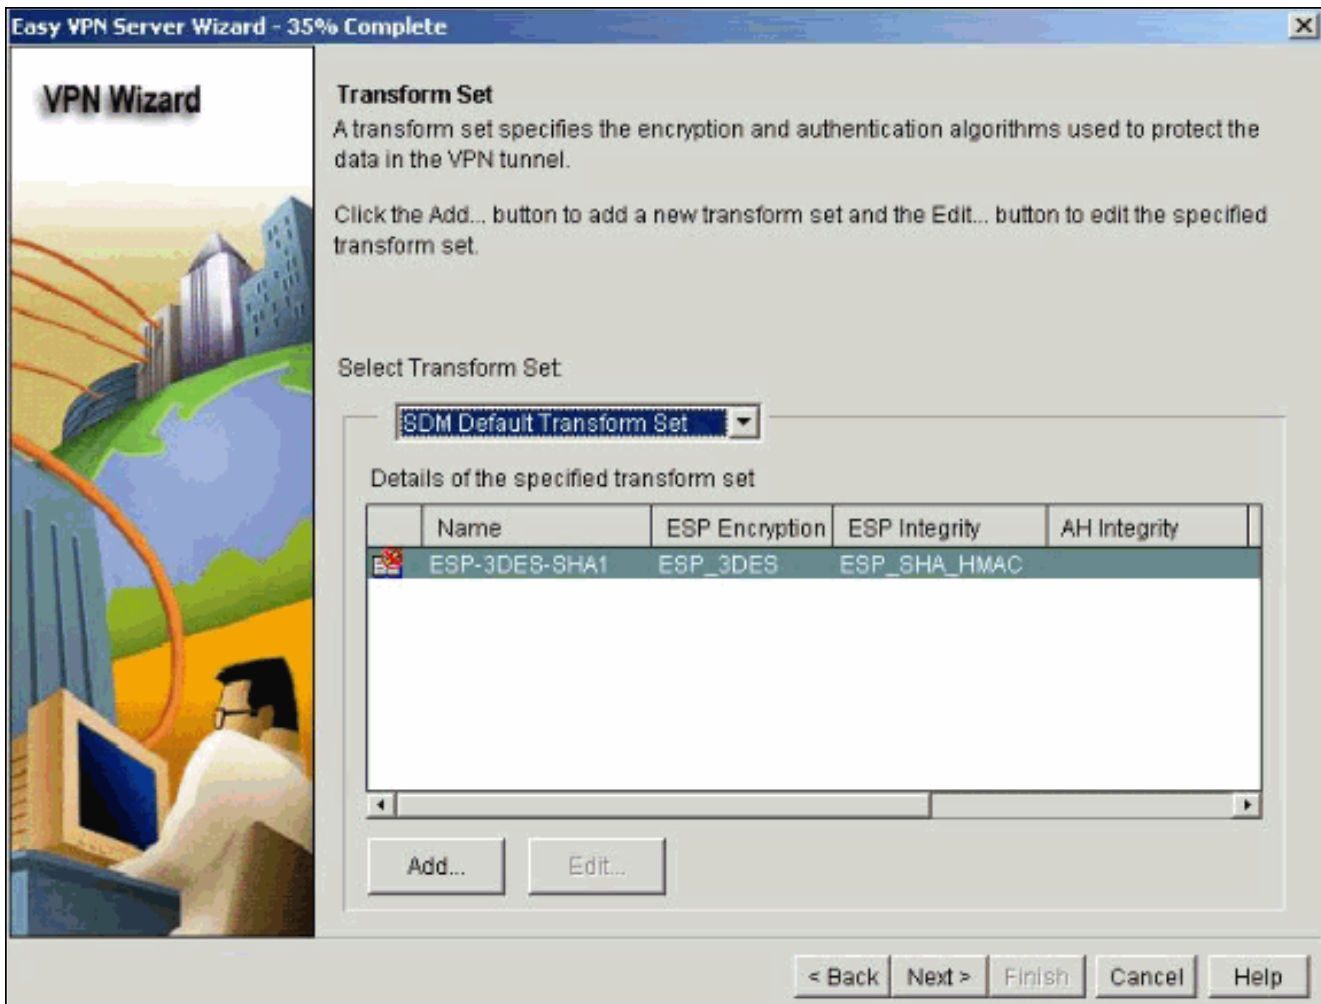 Easy VPN Server Wizard - 35% Complete
VPN Wizard
Transform Set
A transform set specifies the encryption and authentication algorithms used to protect the
data in the VPN tunnel.
Click the Add... button to add a new transform set and the Edit... button to edit the specified
transform set.
Select Transform Set:
SDM Default Transform Set
Details of the specified transform set
Name ESP Encryption ESP Integrity AH Integrity
ESP-3DES-SHA1 ESP_3DES ESP_SHA_HMAC
Add... Edit...
< Back Next > Finish Cancel Help